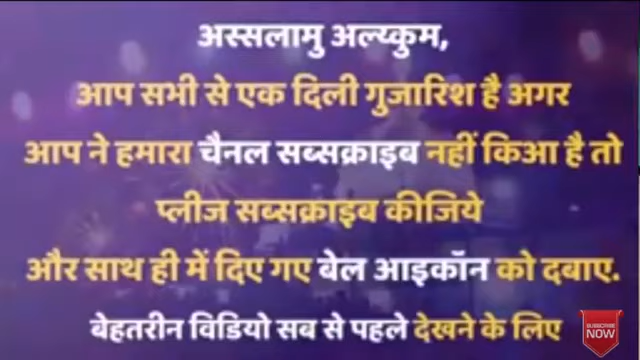 अस्सलामु अल्य्कुम,
आप सभी से एक दिली गुजारिश है अगर
आप ने हमारा चैनल सब्सक्राइब नहीं किआ है तो
प्लीज सब्सक्राइब कीजिये
और साथ ही में दिए गए बेल आइकॉन को दबाए.
बेहतरीन विडियो सब से पहले देखने के लिए
SUBSCRIBE
NOW